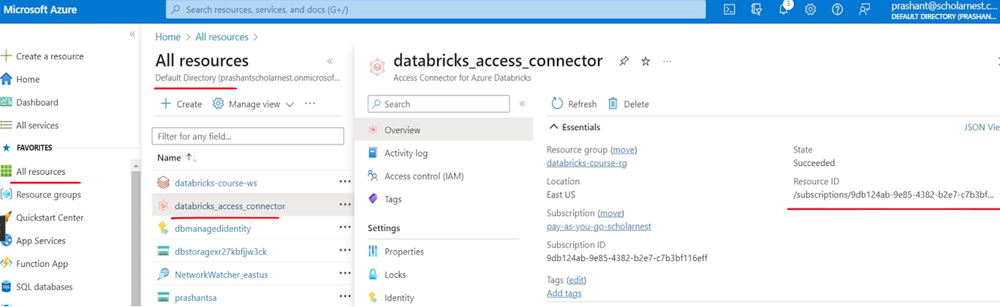 Microsoft Azure
Search resources, services, and docs (G+/)
3
prashant@scholarnest.c...
DEFAULT DIRECTORY (PRASHAN...
Create a resource
Home
Dashboard
All services
FAVORITES
All resources
Resource groups
Quickstart Center
App Services
Function App
SQL databases
Home > All resources >
All resources
Default Directory (prashantscholarnest.onmicrosof...
Create Manage view ...
Filter for any field...
Name
databricks-course-ws ...
databricks_access_connector ...
dbmanagedidentity ...
dbstoragexr27kbfjjw3ck ...
NetworkWatcher_eastus ...
prashantsa ...
databricks_access_connector ...
Access Connector for Azure Databricks
Search
Overview
Activity log
Access control (IAM)
Tags
Settings
Properties
Locks
Identity
Refresh Delete
Essentials
JSON Vie
Resource group (move)
databricks-course-rg
Location
East US
Subscription (move)
pay-as-you-go-scholarnest
Subscription ID
9db124ab-9e85-4382-b2e7-c7b3bf116eff
Tags (edit)
Add tags
State
Succeeded
Resource ID
/subscriptions/9db124ab-9e85-4382-b2e7-c7b3bf...